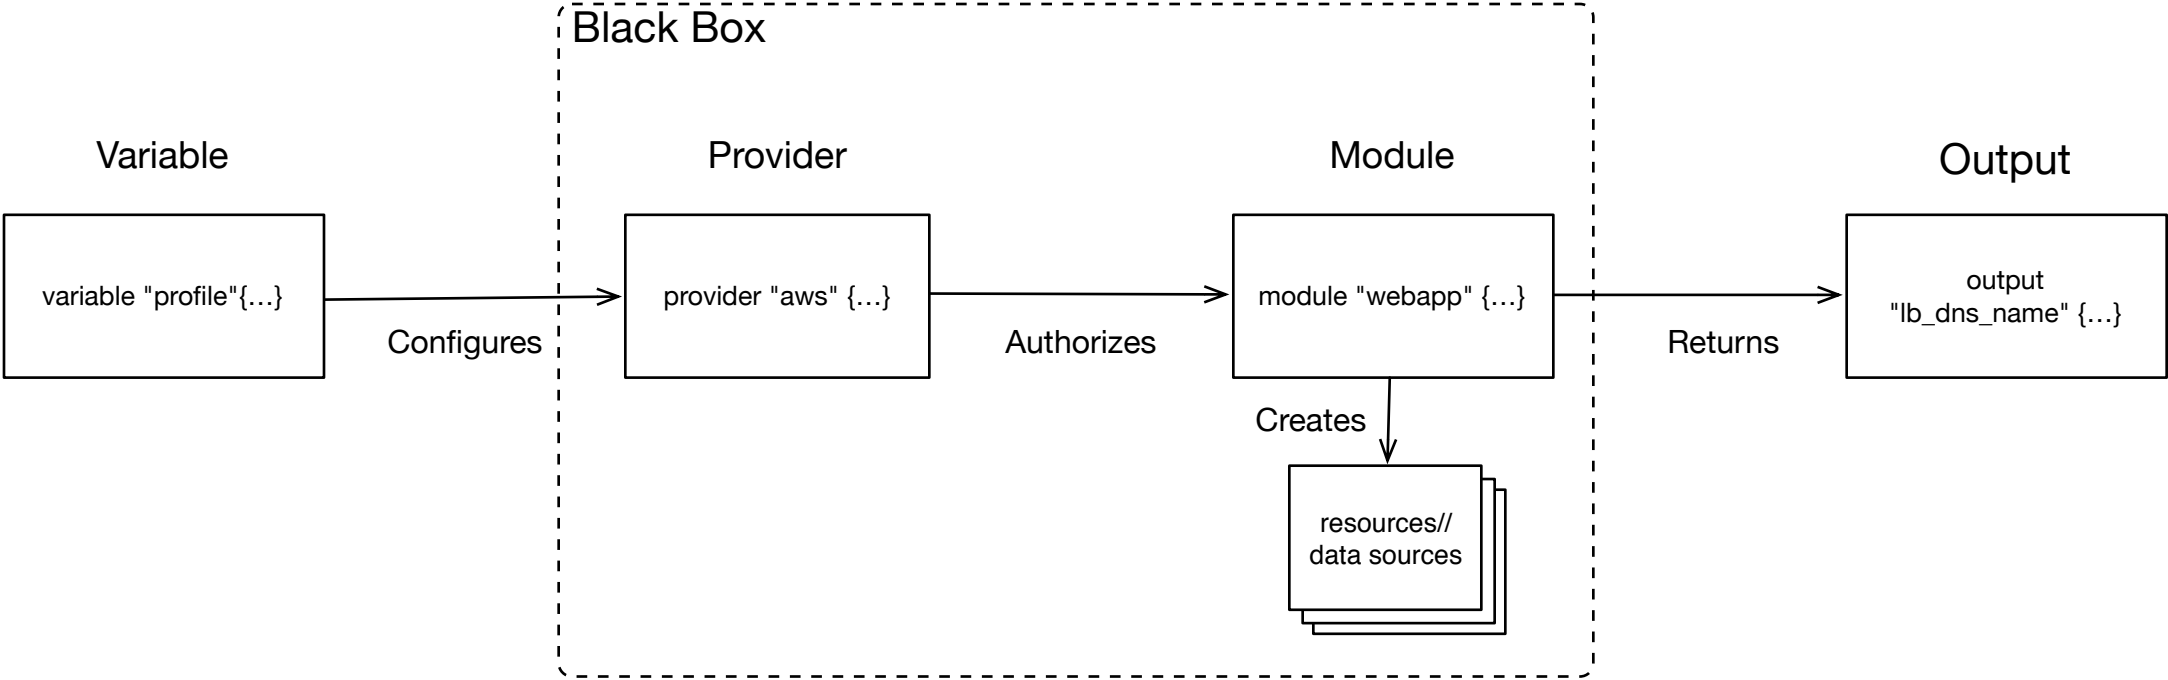 Black Box
Variable
Provider
Module
Output
variable "profile"{...}
provider "aws" {...}
module "webapp" {...}
output
"lb_dns_name" {...}
Configures
Authorizes
Returns
Creates
resources//
data sources